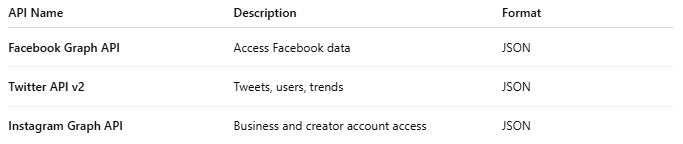 API Name Description Format
Facebook Graph API Access Facebook data JSON
Twitter API v2 Tweets, users, trends JSON
Instagram Graph API Business and creator account access JSON